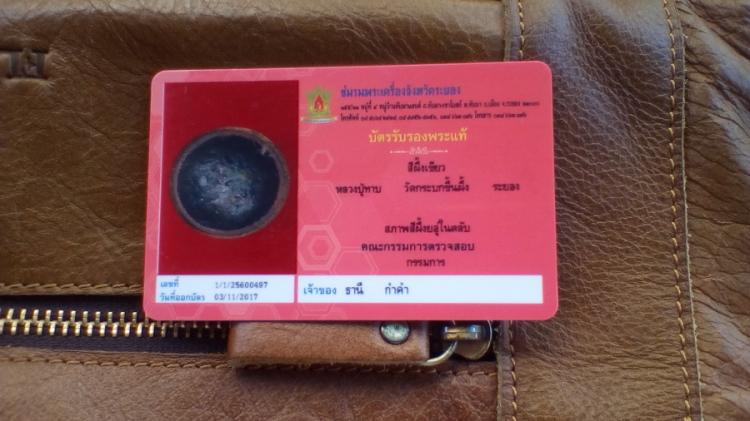 ชมรมพระเครื่องจังหวัดระยอง
บัตรรับรองพระแท้
สีผึ้งเขียว
หลวงปู่ทาบ วัดกระบกขึ้นผึ้ง ระยอง
สภาพสีผึ้งอยู่ในตลับ
คณะกรรมการตรวจสอบ
กรรมการ
เลขที่ 1/1/25600497
วันที่ออกบัตร 03/11/2017
เจ้าของ ธานี กำคำ